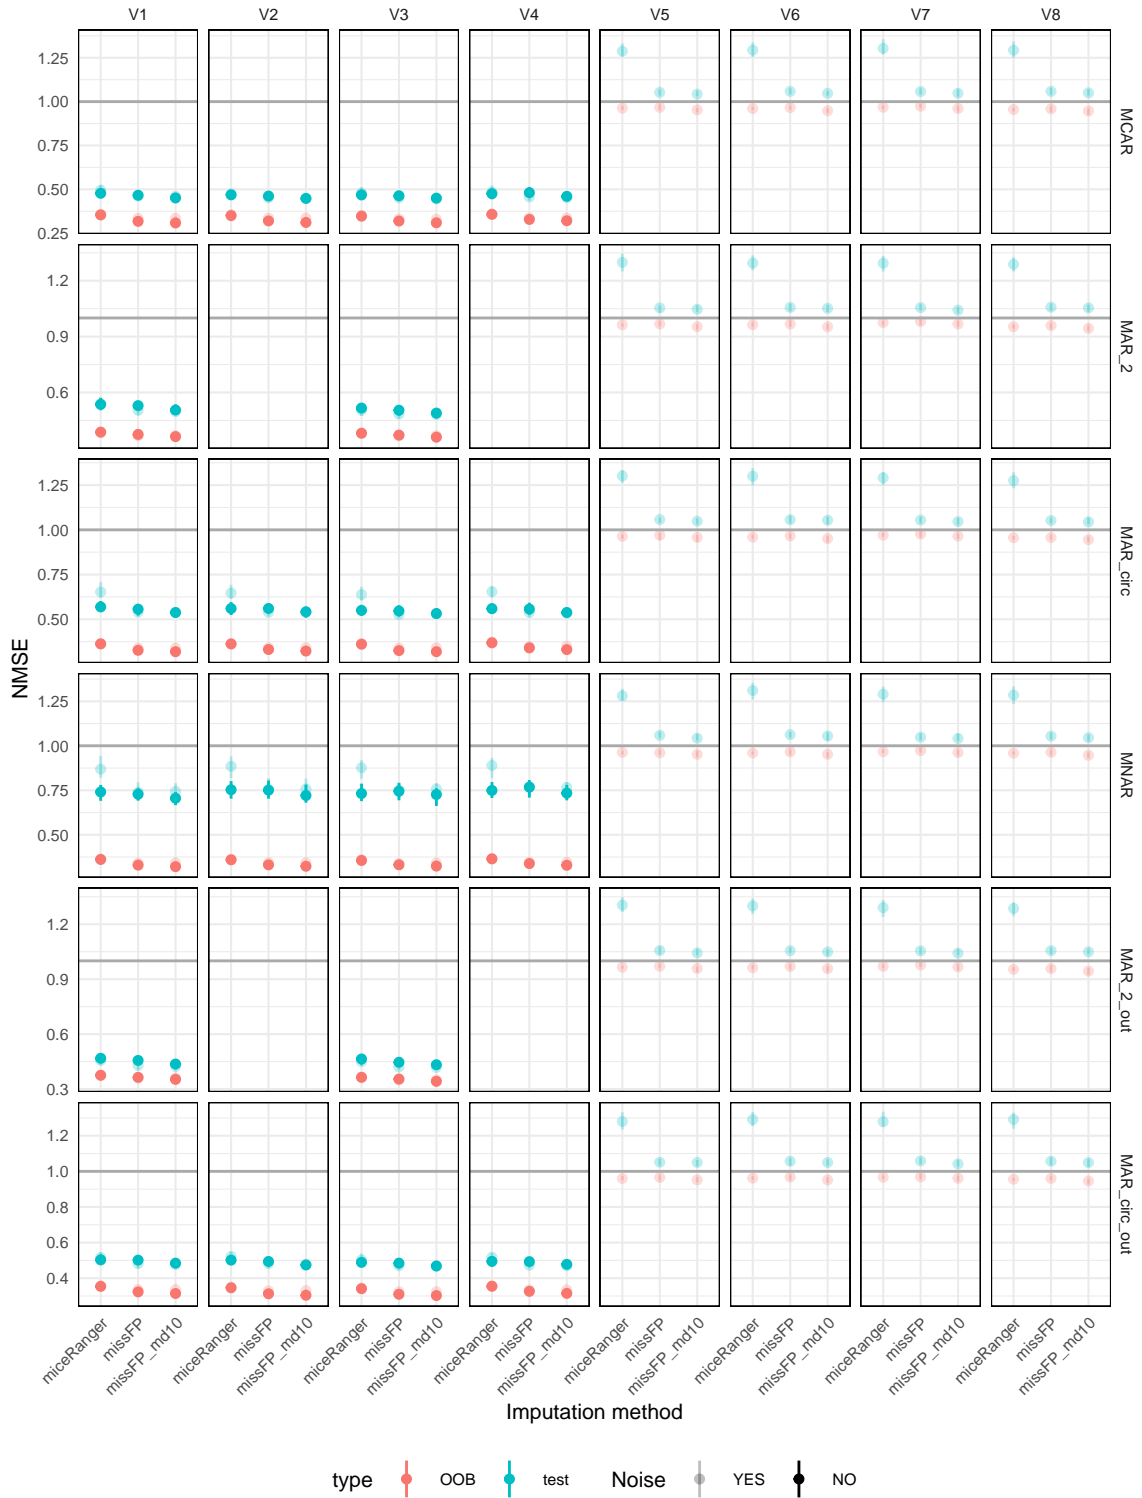 V1 V2 V3 V4 V5 V6 V7 V8
1.25
1.00
0.75
0.50
0.25
MCAR
1.2
0.9
0.6
MAR_2
1.25
1.00
0.75
0.50
MAR_circ
NMSE
1.25
1.00
0.75
0.50
MNAR
1.2
0.9
0.6
0.3
MAR_2_out
1.2
1.0
0.8
0.6
0.4
MAR_circ_out
miceRanger missFP missFP_md10 miceRanger missFP missFP_md10 miceRanger missFP missFP_md10 miceRanger missFP missFP_md10 miceRanger missFP missFP_md10 miceRanger missFP missFP_md10 miceRanger missFP missFP_md10 miceRanger missFP missFP_md10
Imputation method
type OOB test Noise YES NO